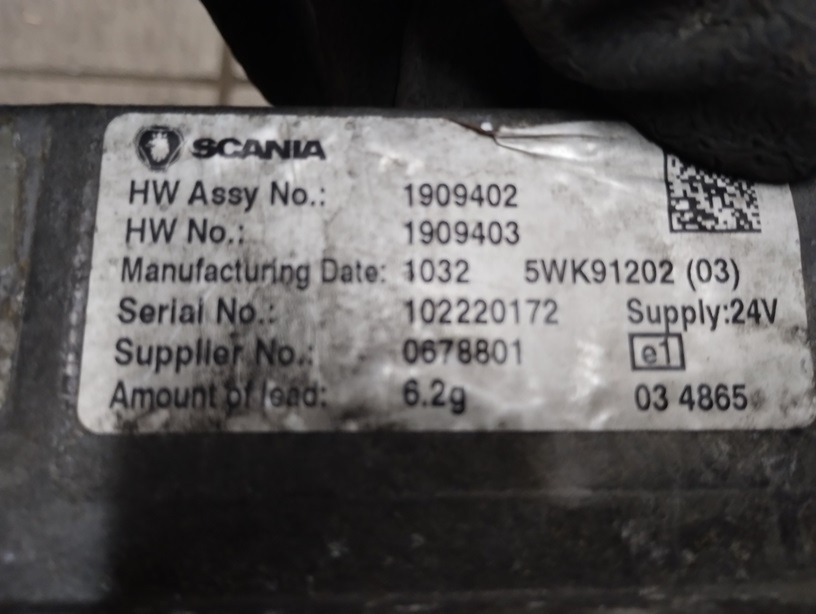 SCANIA
HW Assy No.: 1909402
HW No.: 1909403
Manufacturing Date: 1032 5WK91202 (03)
Serial No.: 102220172 Supply:24V
Supplier No.: 0678801 e1
Amount of lead: 6.2g 03 4865